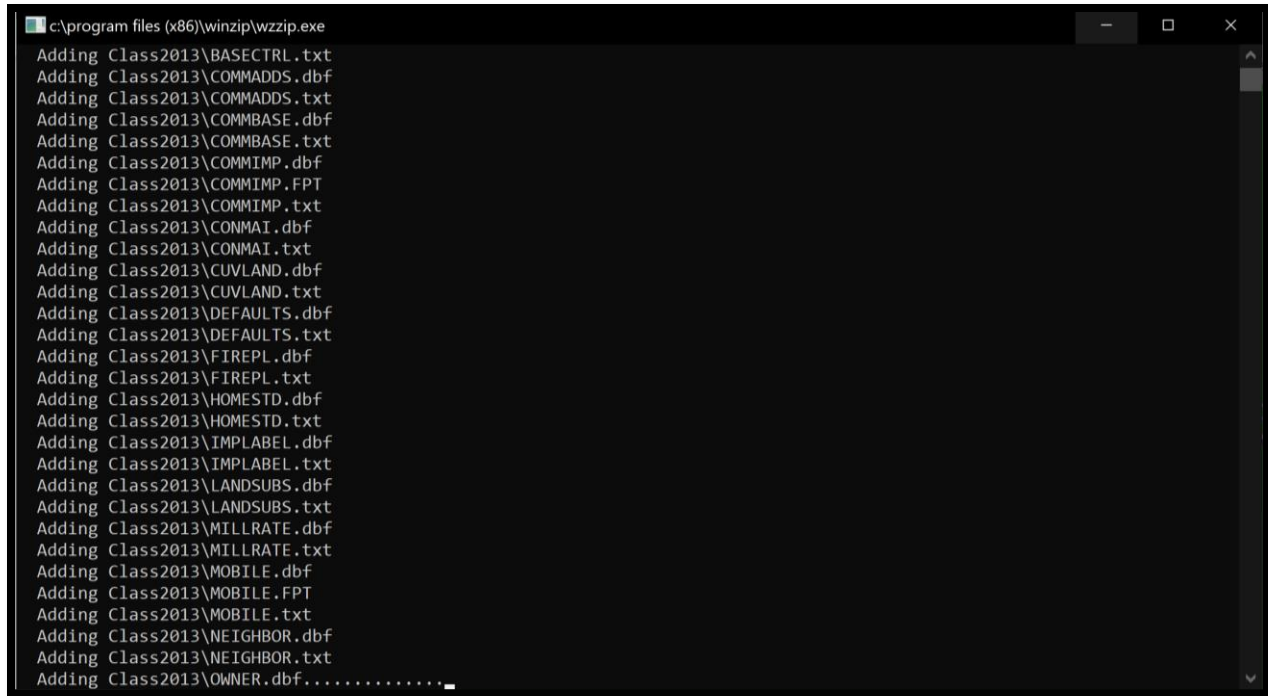 c:\program files (x86)\winzip\wzzip.exe
Adding Class2013\BASECTRL.txt
Adding Class2013\COMMADDS.dbf
Adding Class2013\COMMADDS.txt
Adding Class2013\COMMBASE.dbf
Adding Class2013\COMMBASE.txt
Adding Class2013\COMMIMP.dbf
Adding Class2013\COMMIMP.FPT
Adding Class2013\COMMIMP.txt
Adding Class2013\CONMAI.dbf
Adding Class2013\CONMAI.txt
Adding Class2013\CUVLAND.dbf
Adding Class2013\CUVLAND.txt
Adding Class2013\DEFAULTS.dbf
Adding Class2013\DEFAULTS.txt
Adding Class2013\FIREPL.dbf
Adding Class2013\FIREPL.txt
Adding Class2013\HOMESTD.dbf
Adding Class2013\HOMESTD.txt
Adding Class2013\IMPLABEL.dbf
Adding Class2013\IMPLABEL.txt
Adding Class2013\LANDSUBS.dbf
Adding Class2013\LANDSUBS.txt
Adding Class2013\MILLRATE.dbf
Adding Class2013\MILLRATE.txt
Adding Class2013\MOBILE.dbf
Adding Class2013\MOBILE.FPT
Adding Class2013\MOBILE.txt
Adding Class2013\NEIGHBOR.dbf
Adding Class2013\NEIGHBOR.txt
Adding Class2013\OWNER.dbf..............